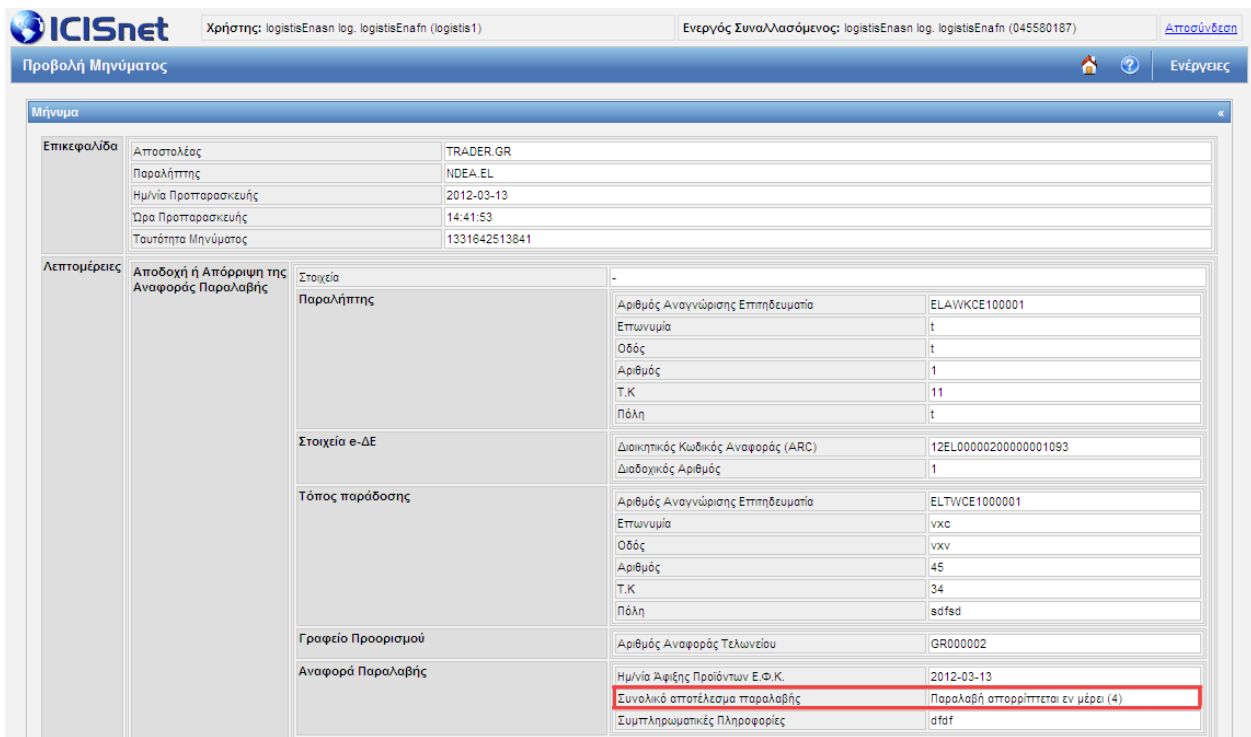 ICISnet Χρήστης: logistisEnasn log. logistisEnafn (logistis1) Ενεργός Συναλλασόμενος: logistisEnasn log. logistisEnafn (045580187) Αποσύνδεση
Προβολή Μηνύματος Ενέργειες
Μήνυμα «
Επικεφαλίδα Αποστολέας TRADER.GR
Παραλήπτης NDEA.EL
Ημ/νία Προπαρασκευής 2012-03-13
Ώρα Προπαρασκευής 14:41:53
Ταυτότητα Μηνύματος 1331642513841
Λεπτομέρειες Αποδοχή ή Απόρριψη της Αναφοράς Παραλαβής Στοιχεία -
Παραλήπτης Αριθμός Αναγνώρισης Επιτηδευματία ELAWKCE100001
Επωνυμία t
Οδός t
Αριθμός 1
Τ.Κ 11
Πόλη t
Στοιχεία e-ΔΕ Διοικητικός Κωδικός Αναφοράς (ARC) 12EL00000200000001093
Διαδοχικός Αριθμός 1
Τόπος παράδοσης Αριθμός Αναγνώρισης Επιτηδευματία ELTWCE1000001
Επωνυμία vxc
Οδός vxv
Αριθμός 45
Τ.Κ 34
Πόλη sdfsd
Γραφείο Προορισμού Αριθμός Αναφοράς Τελωνείου GR000002
Αναφορά Παραλαβής Ημ/νία Άφιξης Προϊόντων Ε.Φ.Κ. 2012-03-13
Συνολικό αποτέλεσμα παραλαβής Παραλαβή απορρίπτεται εν μέρει (4)
Συμπληρωματικές Πληροφορίες dfdf